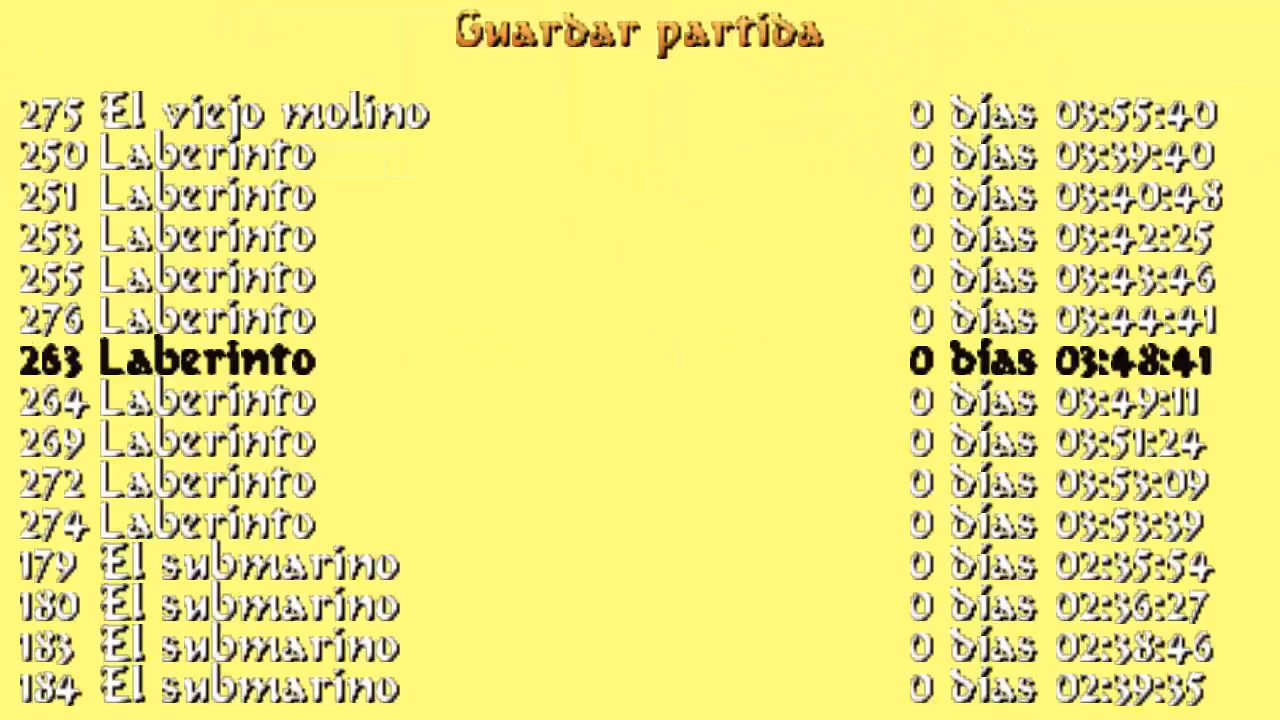 Guardar partida
275 El viejo molino 0 días 03:55:40
250 Laberinto 0 días 03:39:40
251 Laberinto 0 días 03:40:48
253 Laberinto 0 días 03:42:25
255 Laberinto 0 días 03:43:46
276 Laberinto 0 días 03:44:41
263 Laberinto 0 días 03:48:41
264 Laberinto 0 días 03:49:11
269 Laberinto 0 días 03:51:24
272 Laberinto 0 días 03:53:09
274 Laberinto 0 días 03:53:39
179 El submarino 0 días 02:35:54
180 El submarino 0 días 02:36:27
183 El submarino 0 días 02:38:46
184 El submarino 0 días 02:39:35